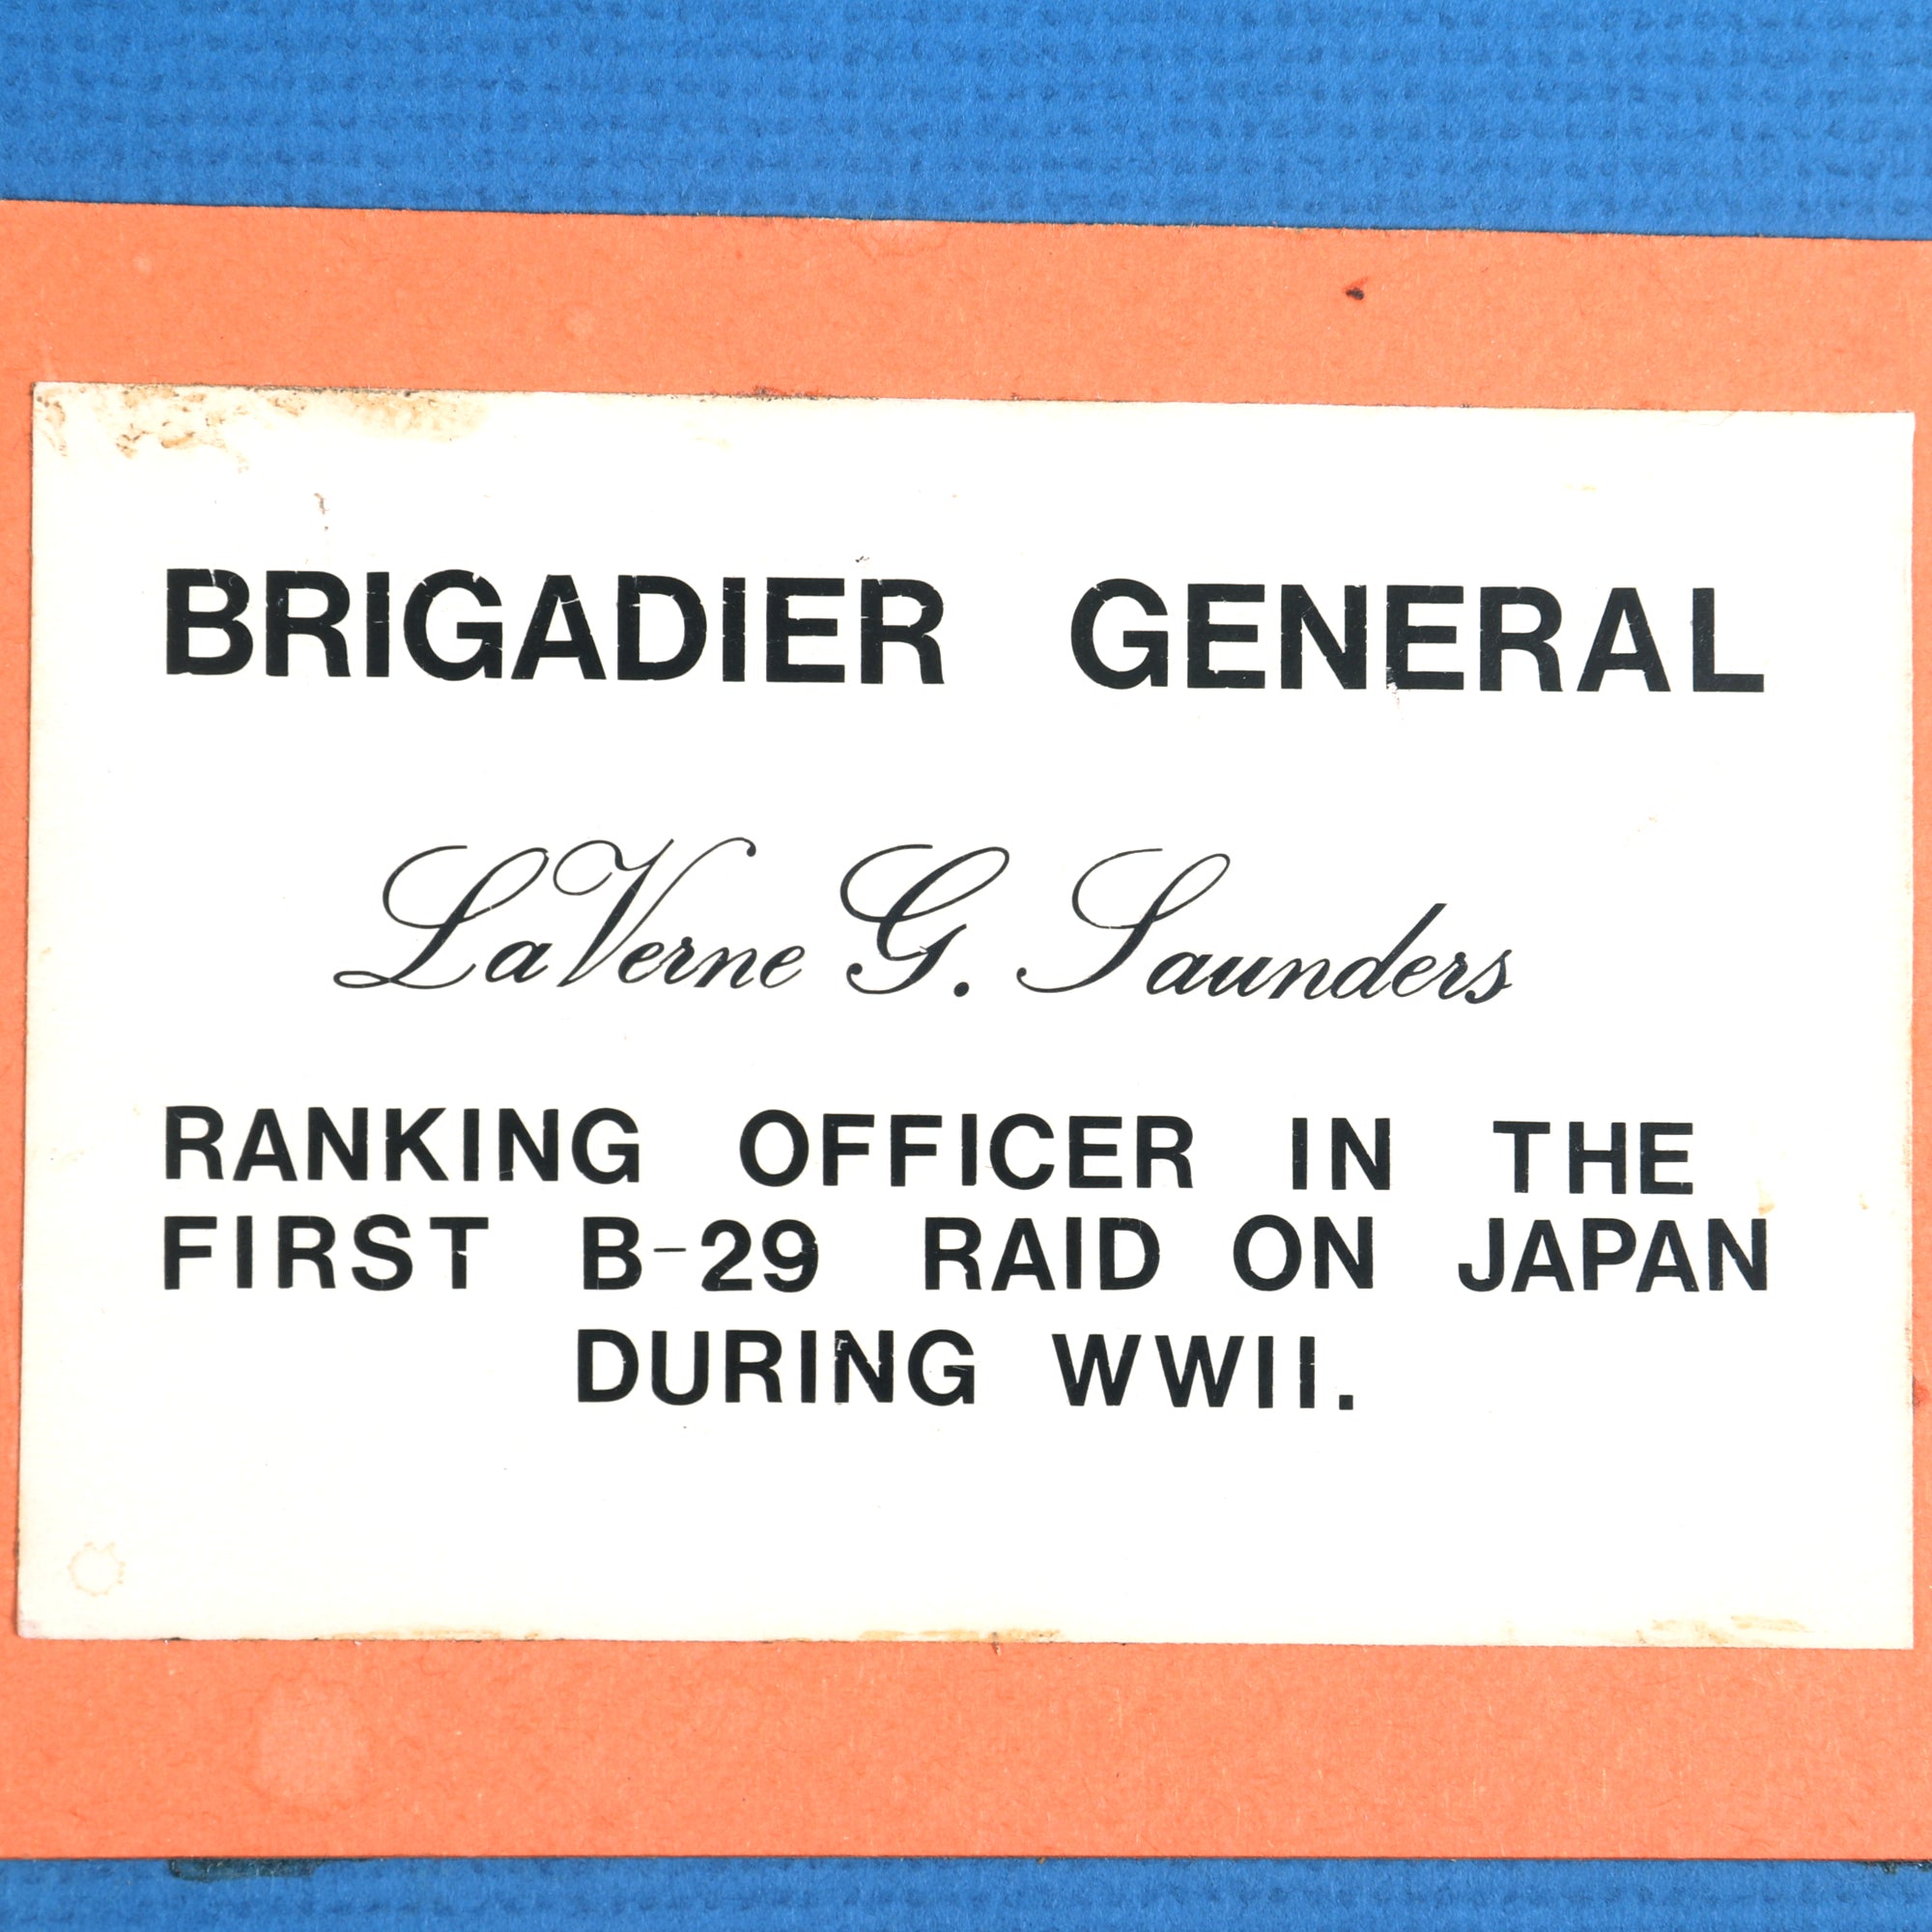 BRIGADIER GENERAL
LaVerne G. Saunders
RANKING OFFICER IN THE
FIRST B-29 RAID ON JAPAN
DURING WWII.